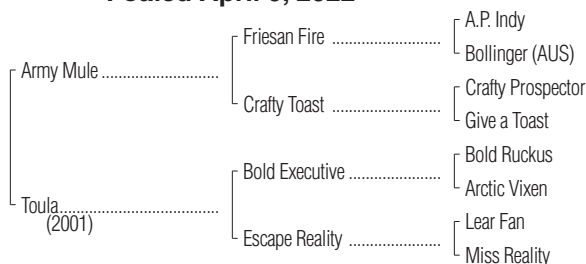 Foaled April 2022
A.P. Indy
Friesan Fire ................................
Bollinger (AUS)
Army Mule ...................................
Crafty Prospector
Crafty Toast .................................
Give a Toast
Bold Ruckus
Bold Executive ............................
Arctic Vixen
Toula...............................................
(2001)
Lear Fan
Escape Reality ............................
Miss Reality